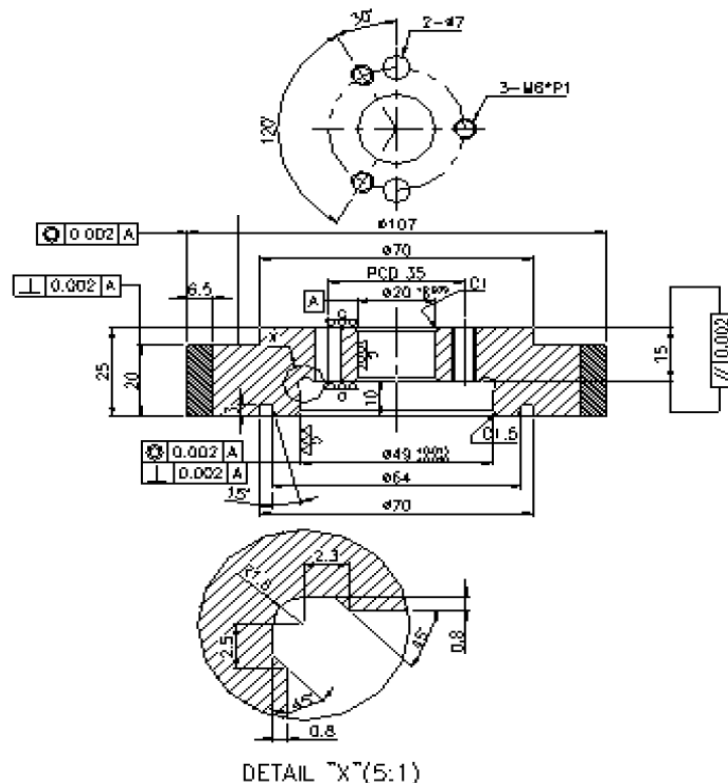 30°
2-ø7
3-M6*P1
120°
0.002 A
ø107
ø70
⊥ 0.002 A
6.5
PCD 35
A
ø20
C1
X
25
20
15
// 0.002
10
3
0.002 A
⊥ 0.002 A
ø49
C1.5
ø64
15°
ø70
2.3
2.5
45°
0.8
45°
0.8
DETAIL "X"(5:1)